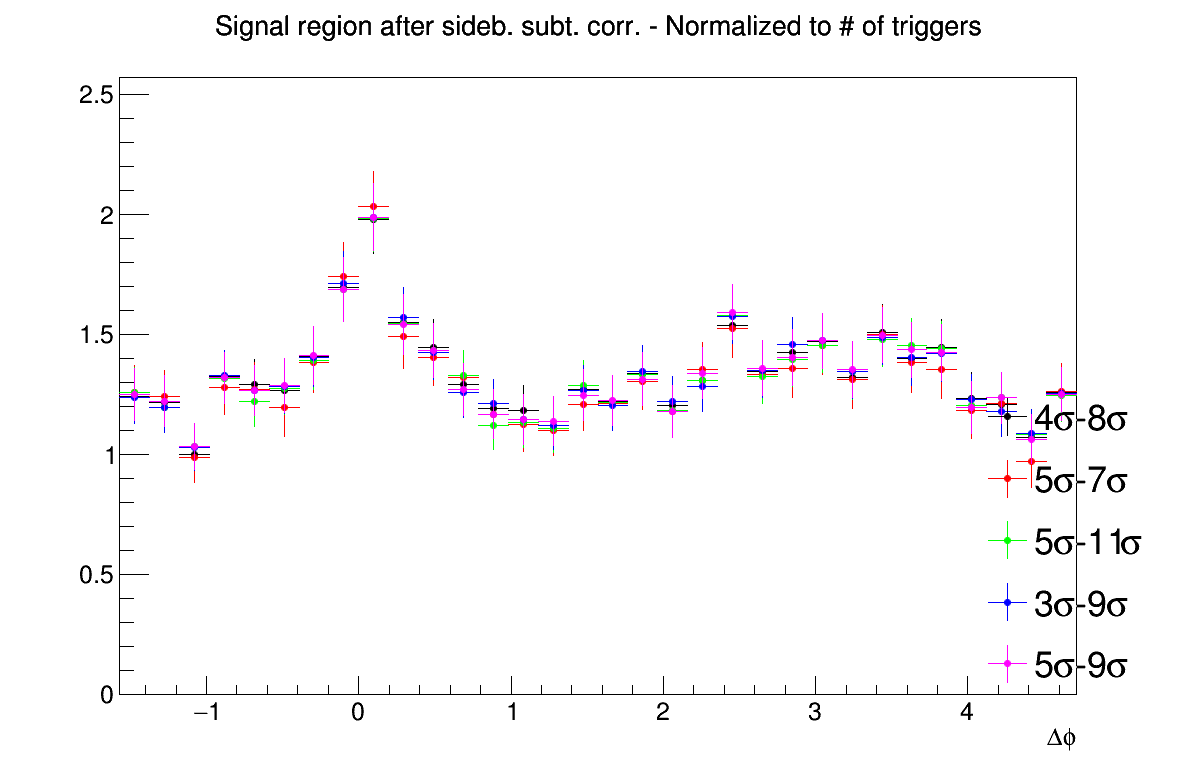 Signal region after sideb. subt. corr. - Normalized to # of triggers
2.5
2
1.5
1
0.5
0
4σ-8σ
5σ-7σ
5σ-11σ
3σ-9σ
5σ-9σ
−1 0 1 2 3 4
Δϕ